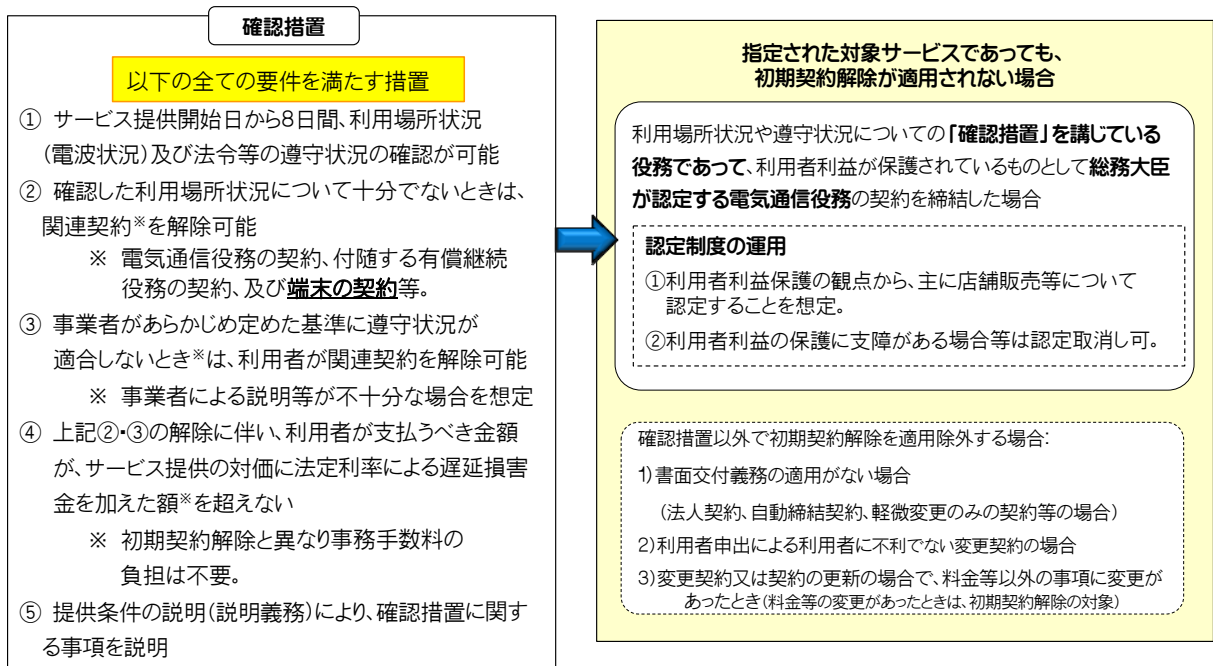 確認措置
以下の全ての要件を満たす措置
① サービス提供開始日から8日間、利用場所状況
(電波状況)及び法令等の遵守状況の確認が可能
② 確認した利用場所状況について十分でないときは、
関連契約※を解除可能
※ 電気通信役務の契約、付随する有償継続
役務の契約、及び端末の契約等。
③ 事業者があらかじめ定めた基準に遵守状況が
適合しないとき※は、利用者が関連契約を解除可能
※ 事業者による説明等が不十分な場合を想定
④ 上記②・③の解除に伴い、利用者が支払うべき金額
が、サービス提供の対価に法定利率による遅延損害
金を加えた額※を超えない
※ 初期契約解除と異なり事務手数料の
負担は不要。
⑤ 提供条件の説明(説明義務)により、確認措置に関す
る事項を説明
指定された対象サービスであっても、
初期契約解除が適用されない場合
利用場所状況や遵守状況についての「確認措置」を講じている
役務であって、利用者利益が保護されているものとして総務大臣
が認定する電気通信役務の契約を締結した場合
認定制度の運用
①利用者利益保護の観点から、主に店舗販売等について
認定することを想定。
②利用者利益の保護に支障がある場合等は認定取消し可。
確認措置以外で初期契約解除を適用除外する場合:
1)書面交付義務の適用がない場合
(法人契約、自動締結契約、軽微変更のみの契約等の場合)
2)利用者申出による利用者に不利でない変更契約の場合
3)変更契約又は契約の更新の場合で、料金等以外の事項に変更が
あったとき(料金等の変更があったときは、初期契約解除の対象)